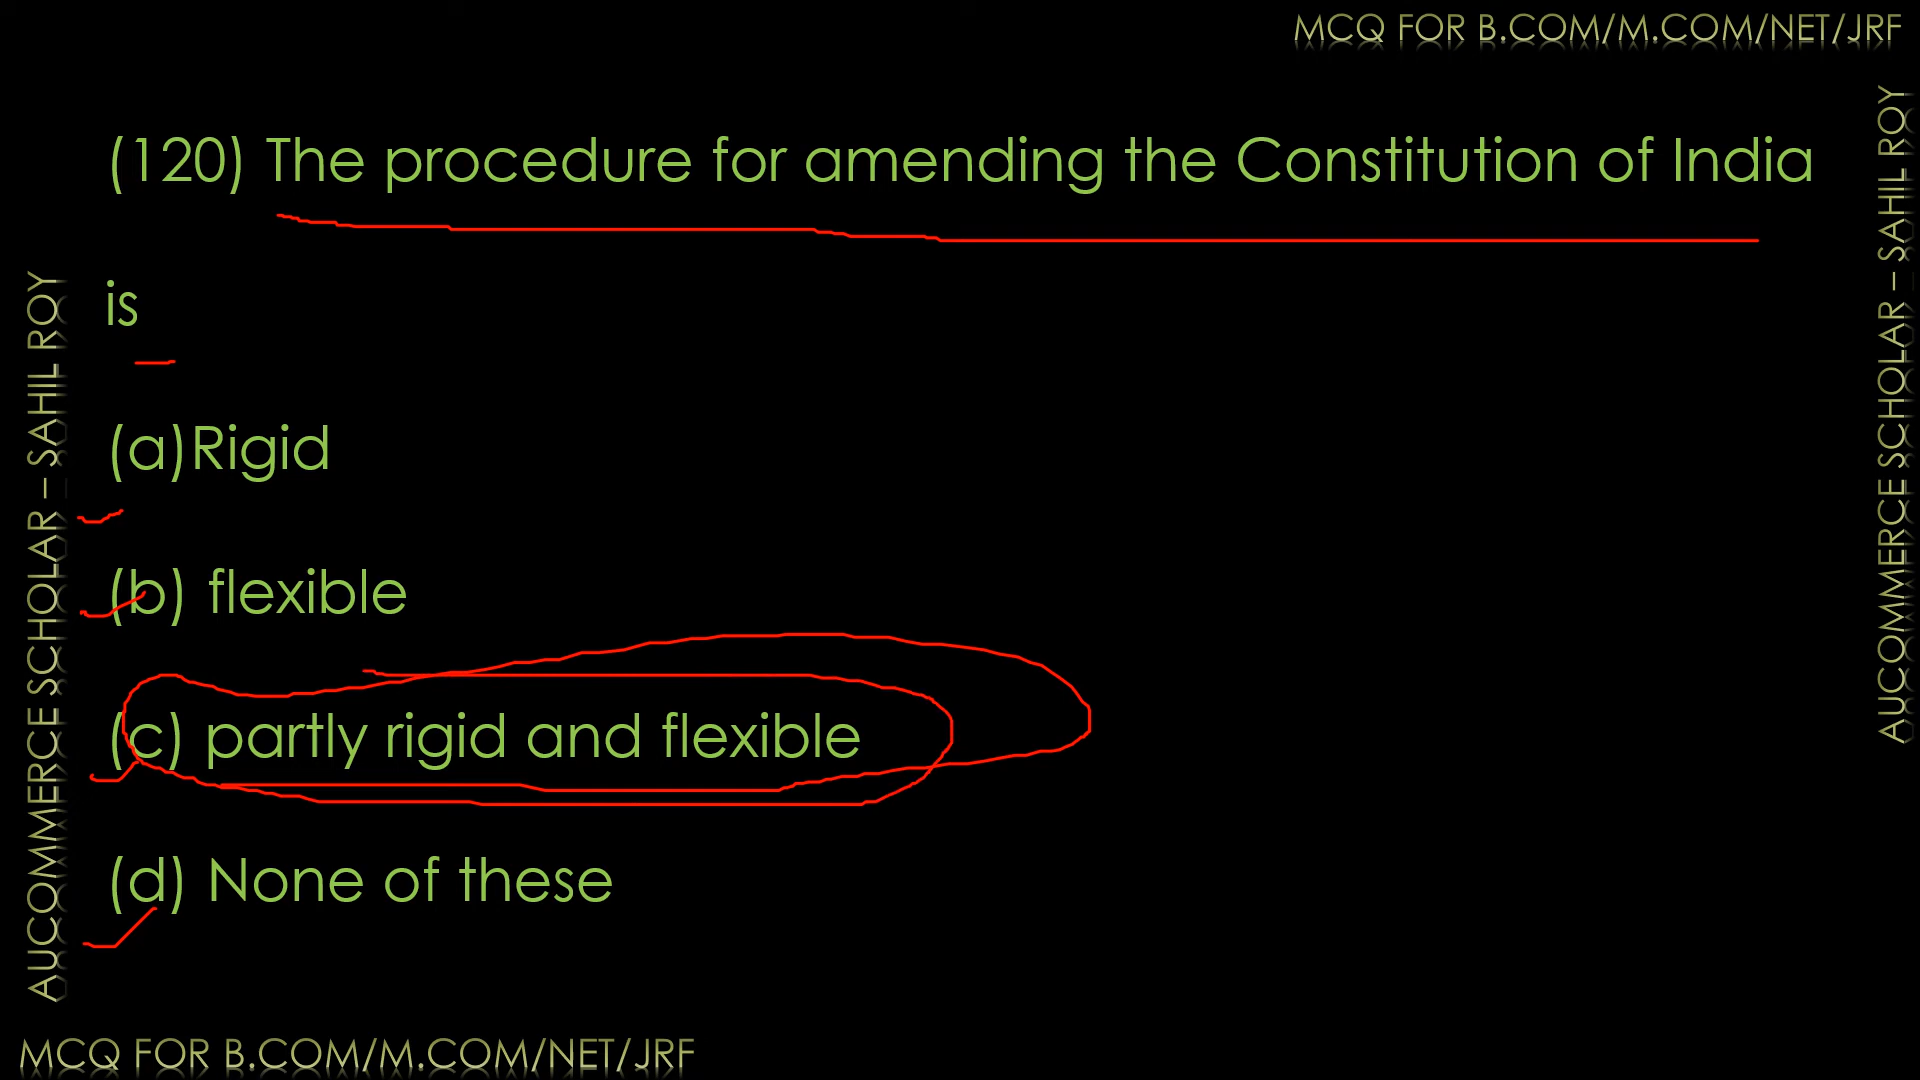 MCQ FOR B.COM/M.COM/NET/JRF
(120) The procedure for amending the Constitution of India
is
(a)Rigid
(b) flexible
(c) partly rigid and flexible
(d) None of these
AUCOMMERCE SCHOLAR – SAHIL ROY
AUCOMMERCE SCHOLAR – SAHIL ROY
MCQ FOR B.COM/M.COM/NET/JRF